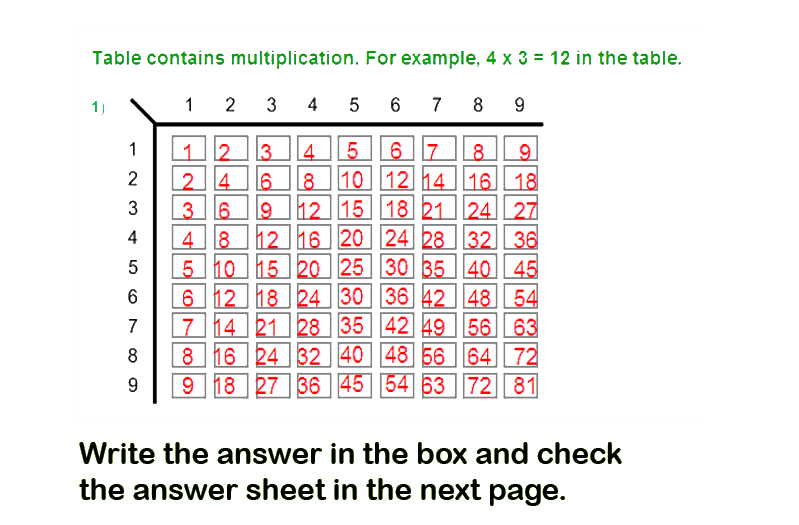 Table contains multiplication. For example, 4 x 3 = 12 in the table.
1) 1 2 3 4 5 6 7 8 9
1 1 2 3 4 5 6 7 8 9
2 2 4 6 8 10 12 14 16 18
3 3 6 9 12 15 18 21 24 27
4 4 8 12 16 20 24 28 32 36
5 5 10 15 20 25 30 35 40 45
6 6 12 18 24 30 36 42 48 54
7 7 14 21 28 35 42 49 56 63
8 8 16 24 32 40 48 56 64 72
9 9 18 27 36 45 54 63 72 81
Write the answer in the box and check
the answer sheet in the next page.